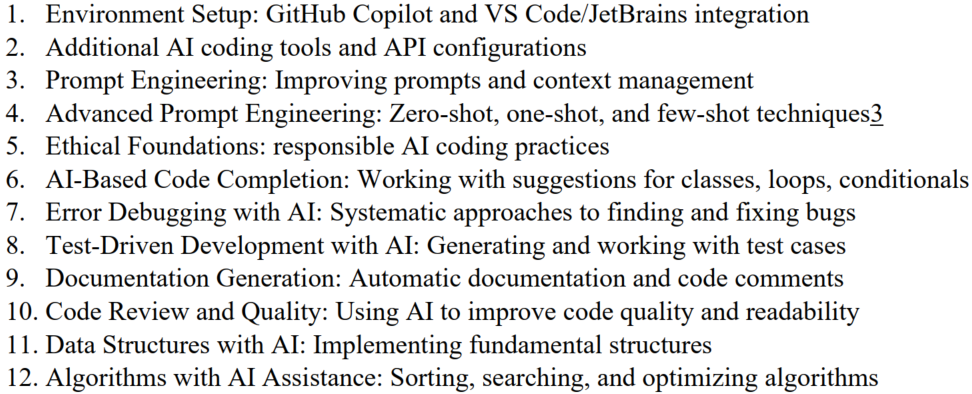 1. Environment Setup: GitHub Copilot and VS Code/JetBrains integration
2. Additional AI coding tools and API configurations
3. Prompt Engineering: Improving prompts and context management
4. Advanced Prompt Engineering: Zero-shot, one-shot, and few-shot techniques3
5. Ethical Foundations: responsible AI coding practices
6. AI-Based Code Completion: Working with suggestions for classes, loops, conditionals
7. Error Debugging with AI: Systematic approaches to finding and fixing bugs
8. Test-Driven Development with AI: Generating and working with test cases
9. Documentation Generation: Automatic documentation and code comments
10. Code Review and Quality: Using AI to improve code quality and readability
11. Data Structures with AI: Implementing fundamental structures
12. Algorithms with AI Assistance: Sorting, searching, and optimizing algorithms